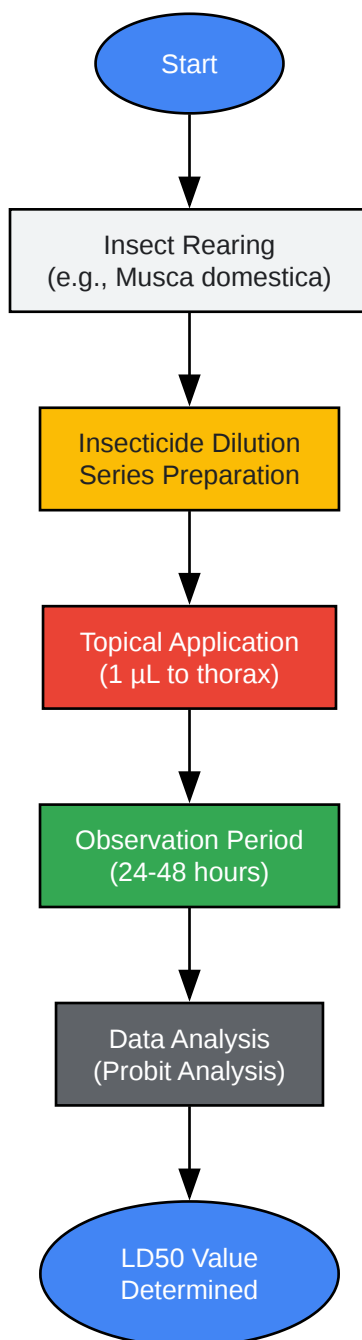 Start
Insect Rearing
(e.g., Musca domestica)
Insecticide Dilution
Series Preparation
Topical Application
(1 µL to thorax)
Observation Period
(24-48 hours)
Data Analysis
(Probit Analysis)
LD50 Value
Determined